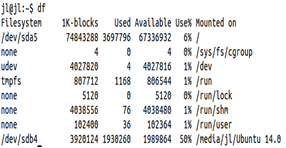 jl@jl:~$ df
Filesystem 1K-blocks Used Available Use% Mounted on
/dev/sda5 74843288 3697796 67336932 6% /
none 4 0 4 0% /sys/fs/cgroup
udev 4027820 4 4027816 1% /dev
tmpfs 807712 1168 806544 1% /run
none 5120 0 5120 0% /run/lock
none 4038556 76 4038480 1% /run/shm
none 102400 36 102364 1% /run/user
/dev/sdb4 3920124 1930260 1989864 50% /media/jl/Ubuntu 14.0